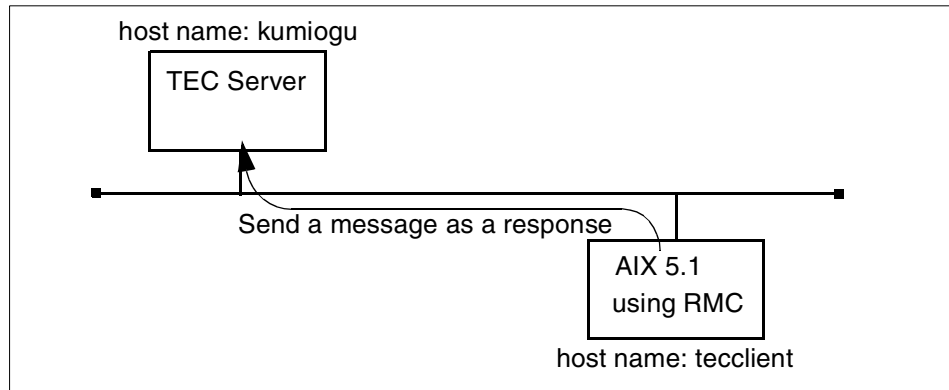 host name: kumiogu
TEC Server
Send a message as a response
AIX 5.1
using RMC
host name: tecclient